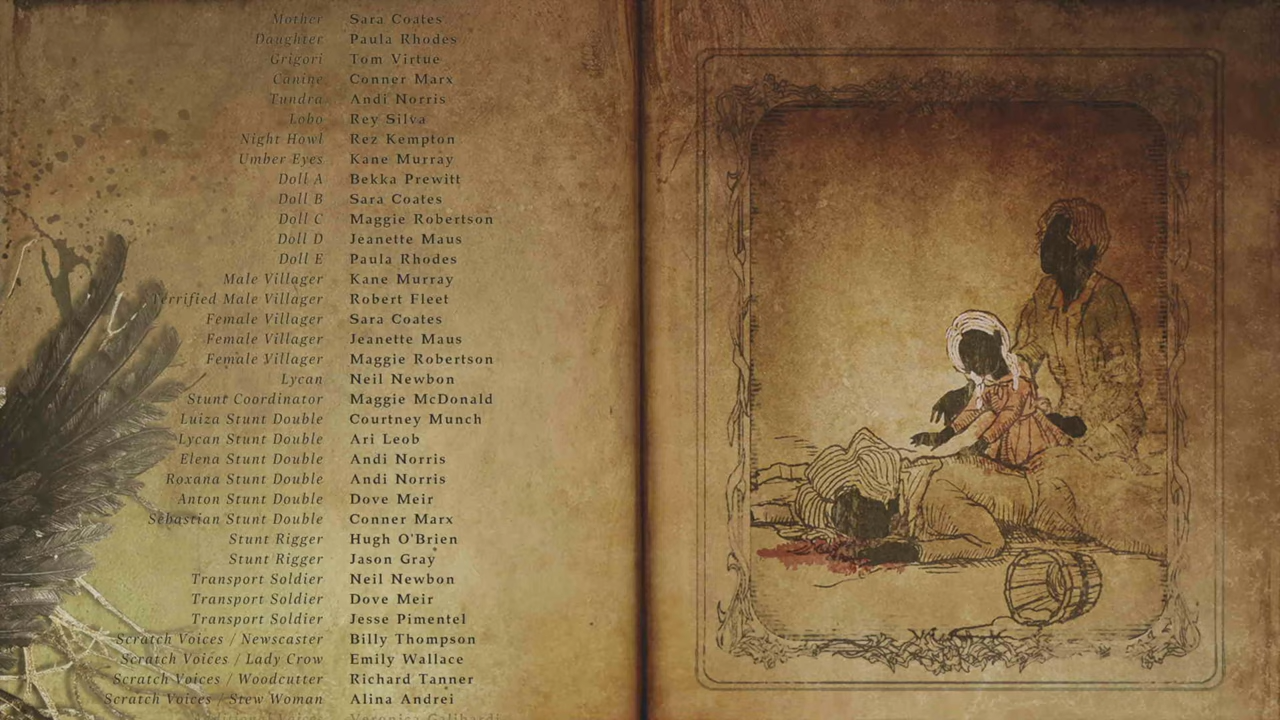 Mother Sara Coates
Daughter Paula Rhodes
Grigori Tom Virtue
Canine Conner Marx
Tundra Andi Norris
Lobo Rey Silva
Night Howl Rez Kempton
Umber Eyes Kane Murray
Doll A Bekka Prewitt
Doll B Sara Coates
Doll C Maggie Robertson
Doll D Jeanette Maus
Doll E Paula Rhodes
Male Villager Kane Murray
Terrified Male Villager Robert Fleet
Female Villager Sara Coates
Female Villager Jeanette Maus
Female Villager Maggie Robertson
Lycan Neil Newbon
Stunt Coordinator Maggie McDonald
Luiza Stunt Double Courtney Munch
Lycan Stunt Double Ari Leob
Elena Stunt Double Andi Norris
Roxana Stunt Double Andi Norris
Anton Stunt Double Dove Meir
Sebastian Stunt Double Conner Marx
Stunt Rigger Hugh O'Brien
Stunt Rigger Jason Gray
Transport Soldier Neil Newbon
Transport Soldier Dove Meir
Transport Soldier Jesse Pimentel
Scratch Voices / Newscaster Billy Thompson
Scratch Voices / Lady Crow Emily Wallace
Scratch Voices / Woodcutter Richard Tanner
Scratch Voices / Stew Woman Alina Andrei